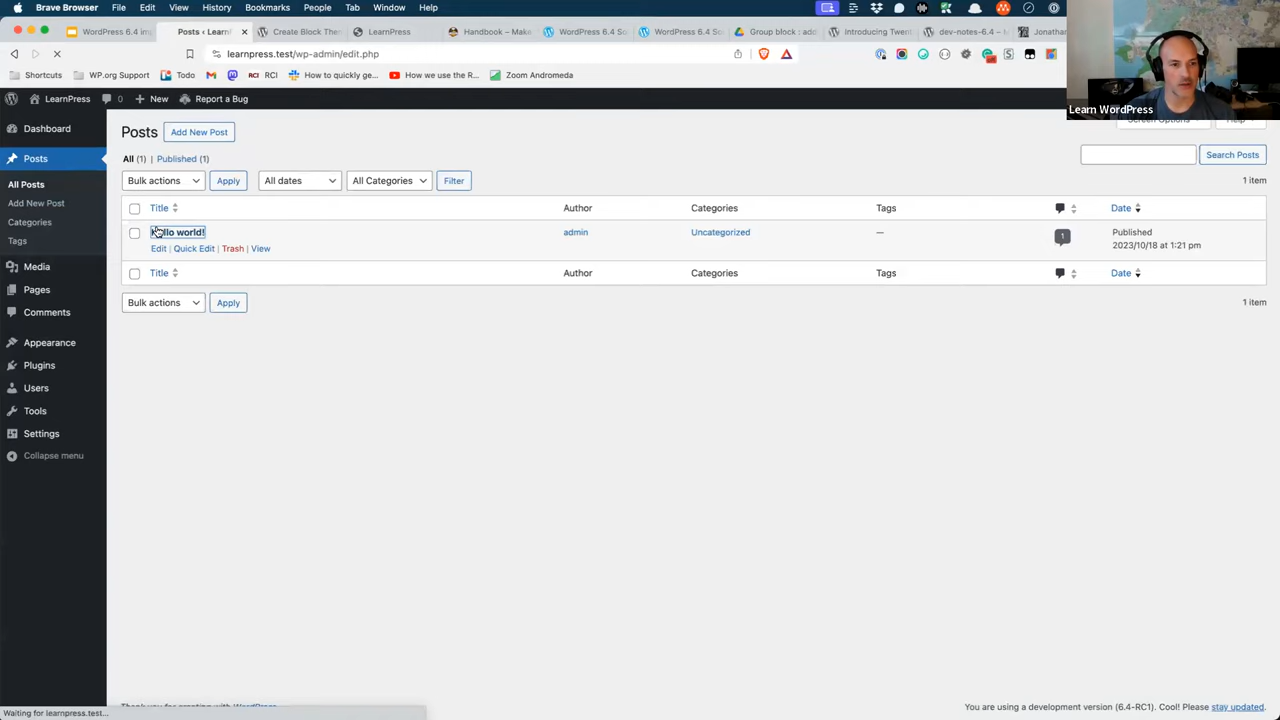 Brave Browser File Edit View History Bookmarks People Tab Window Help
WordPress 6.4 im
Posts ‹ Learn
Create Block The
LearnPress
Handbook – Make
WordPress 6.4 So
WordPress 6.4 So
Group block : add
Introducing Twent
dev-notes-6.4 – M
Jonathan
learnpress.test/wp-admin/edit.php
Shortcuts WP.org Support Todo RCI RCI How to quickly ge... How we use the R... Zoom Andromeda
Learn WordPress
LearnPress 0 New Report a Bug
Screen Options Help
Dashboard
Posts
All Posts
Add New Post
Categories
Tags
Media
Pages
Comments
Appearance
Plugins
Users
Tools
Settings
Collapse menu
Posts Add New Post
All (1) | Published (1)
Search Posts
Bulk actions Apply All dates All Categories Filter 1 item
Title Author Categories Tags Date
world! admin Uncategorized — 1 Published
2023/10/18 at 1:21 pm
Edit | Quick Edit | Trash | View
Title Author Categories Tags Date
Bulk actions Apply 1 item
Thank you for creating with WordPress.
You are using a development version (6.4-RC1). Cool! Please stay updated.
Waiting for learnpress.test...